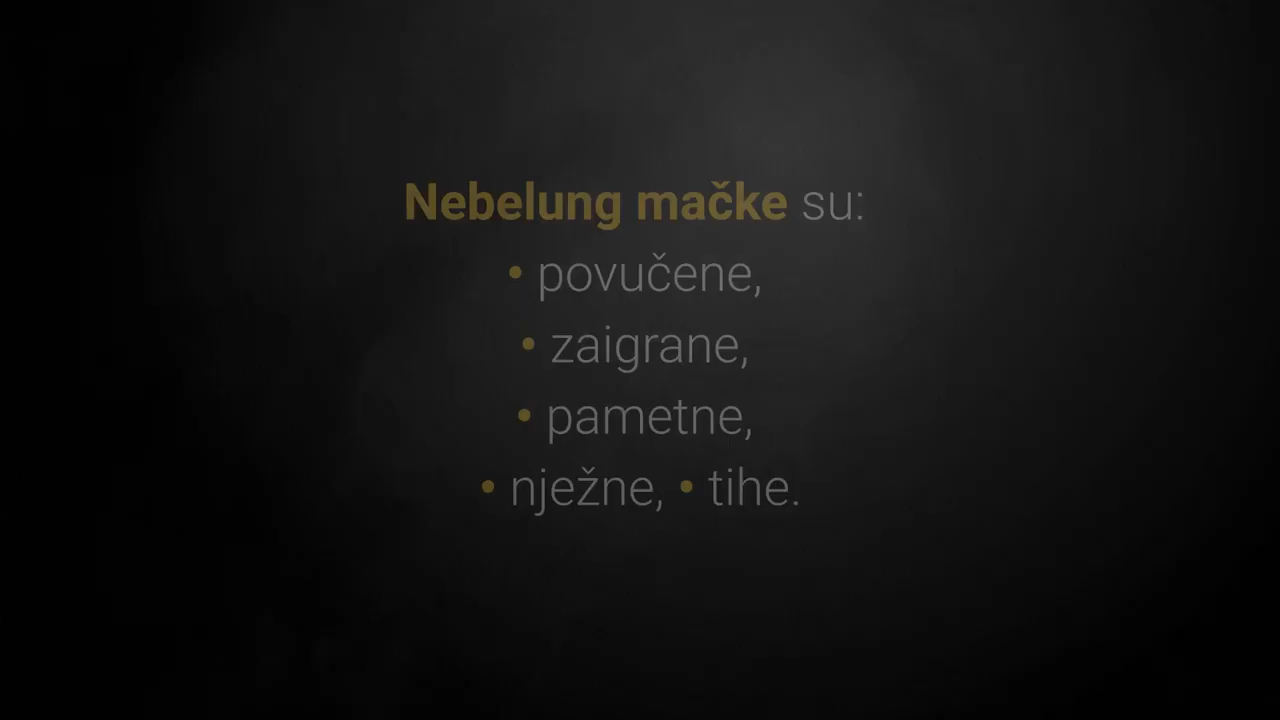 Nebelung mačke su:
• povučene,
• zaigrane,
• pametne,
• nježne, • tihe.